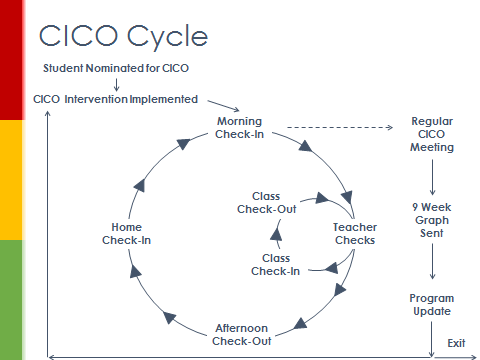 CICO Cycle
Student Nominated for CICO
CICO Intervention Implemented
Morning
Check-In
Regular
CICO
Meeting
Class
Check-Out
9 Week
Graph
Sent
Home
Check-In
Teacher
Checks
Class
Check-In
Program
Update
Afternoon
Check-Out
Exit